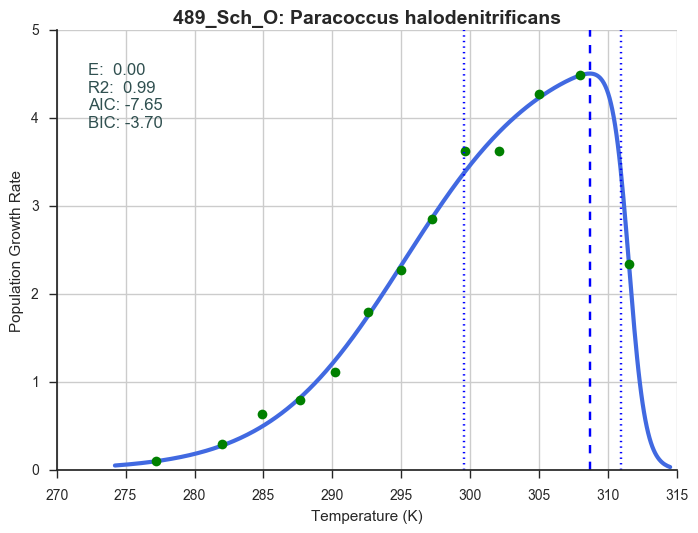 489_Sch_O: Paracoccus halodenitrificans
E:  0.00
R2:  0.99
AIC: -7.65
BIC: -3.70
Population Growth Rate
5
4
3
2
1
0
270 275 280 285 290 295 300 305 310 315
Temperature (K)